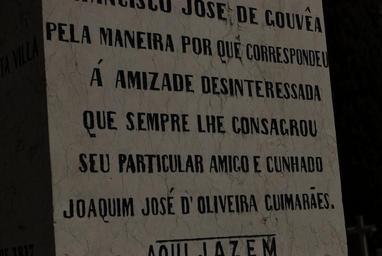 FRANCISCO JOSÉ DE GOUVÊA
PELA MANEIRA POR QUE CORRESPONDEU
Á AMIZADE DESINTERESSADA
QUE SEMPRE LHE CONSAGROU
SEU PARTICULAR AMIGO E CUNHADO
JOAQUIM JOSÉ D'OLIVEIRA GUIMARÃES.
AQUI JAZEM
VILLA